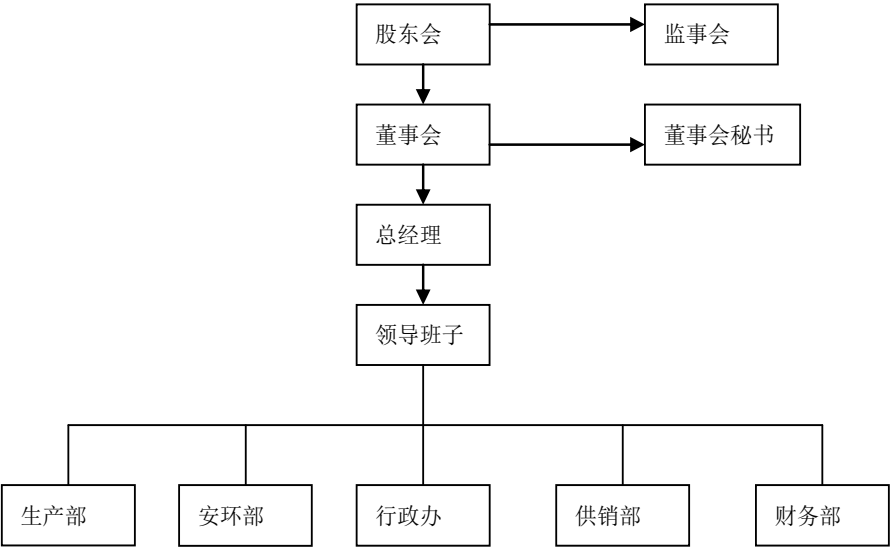 股东会
监事会
董事会
董事会秘书
总经理
领导班子
生产部
安环部
行政办
供销部
财务部